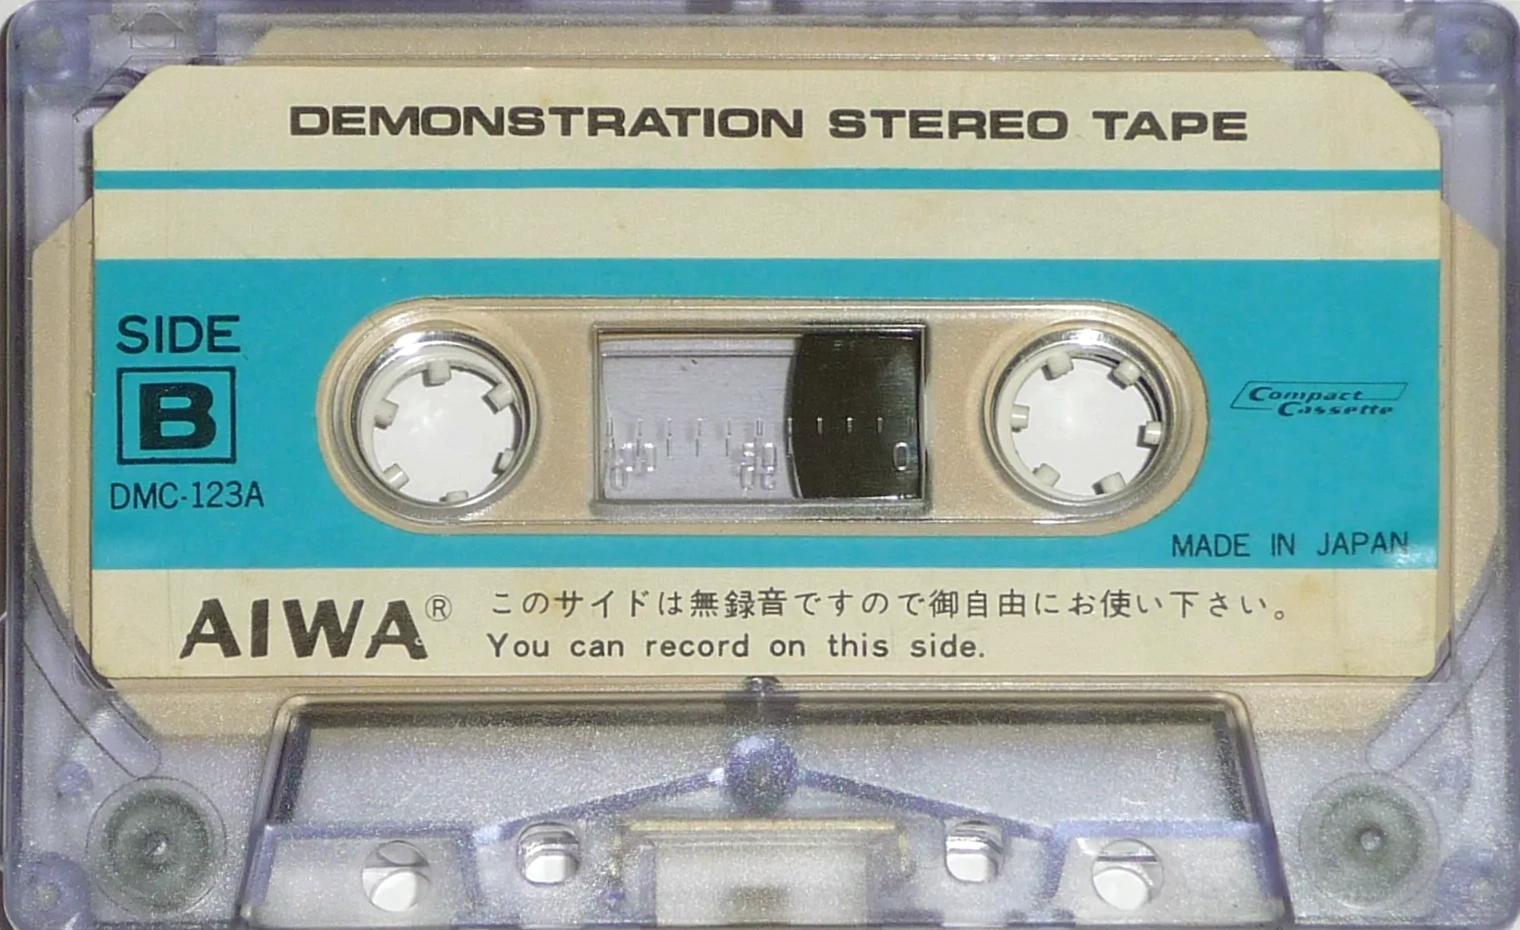 DEMONSTRATION STEREO TAPE
SIDE
B
DMC-123A
Compact
Cassette
MADE IN JAPAN
AIWA®
このサイドは無録音ですので御自由にお使い下さい。
You can record on this side.